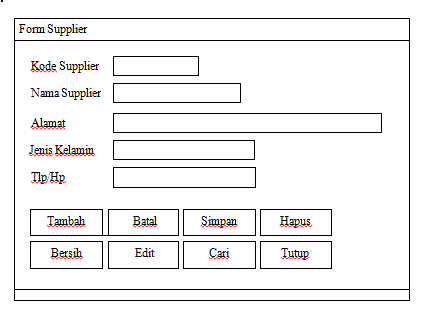 Form Supplier
Kode Supplier
Nama Supplier
Alamat
Jenis Kelamin
Tlp/Hp
Tambah Batal Simpan Hapus
Bersih Edit Cari Tutup